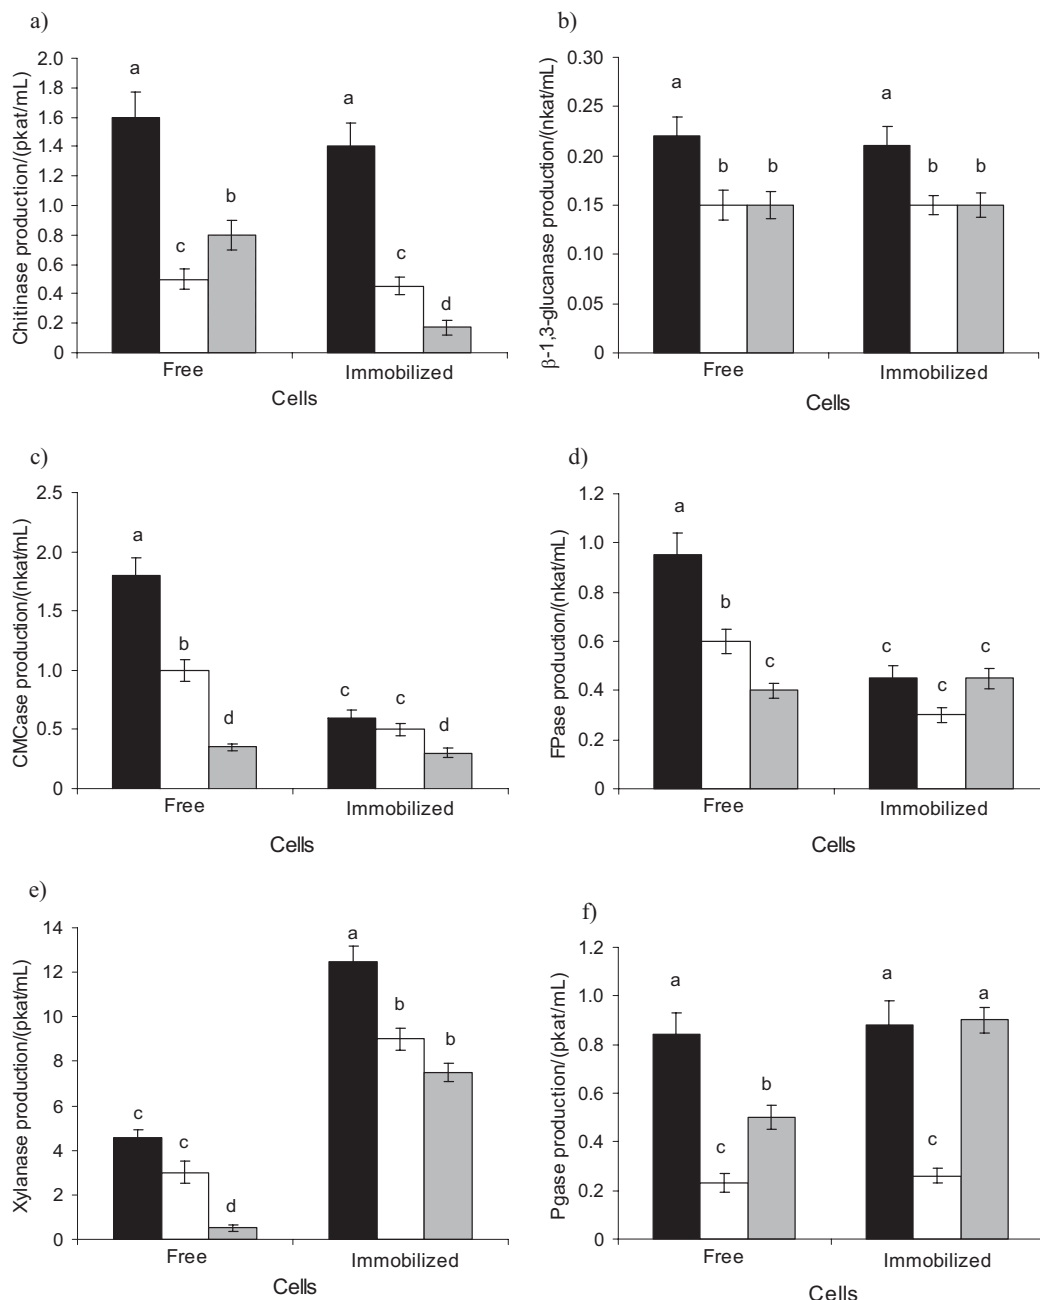 a)
Chitinase production/(pkat/mL)
2.0
1.8
1.6
1.4
1.2
1.0
0.8
0.6
0.4
0.2
0
a
c
b
a
c
d
Free Immobilized
Cells
b)
β-1,3-glucanase production/(nkat/mL)
0.30
0.25
0.20
0.15
0.10
0.05
0
a
b
b
a
b
b
Free Immobilized
Cells
c)
CMCase production/(nkat/mL)
2.5
2.0
1.5
1.0
0.5
0
a
b
d
c
c
d
Free Immobilized
Cells
d)
FPase production/(nkat/mL)
1.2
1.0
0.8
0.6
0.4
0.2
0
a
b
c
c
c
c
Free Immobilized
Cells
e)
Xylanase production/(pkat/mL)
14
12
10
8
6
4
2
0
c
c
d
a
b
b
Free Immobilized
Cells
f)
Pgase production/(pkat/mL)
1.2
1.0
0.8
0.6
0.4
0.2
0
a
c
b
a
c
a
Free Immobilized
Cells